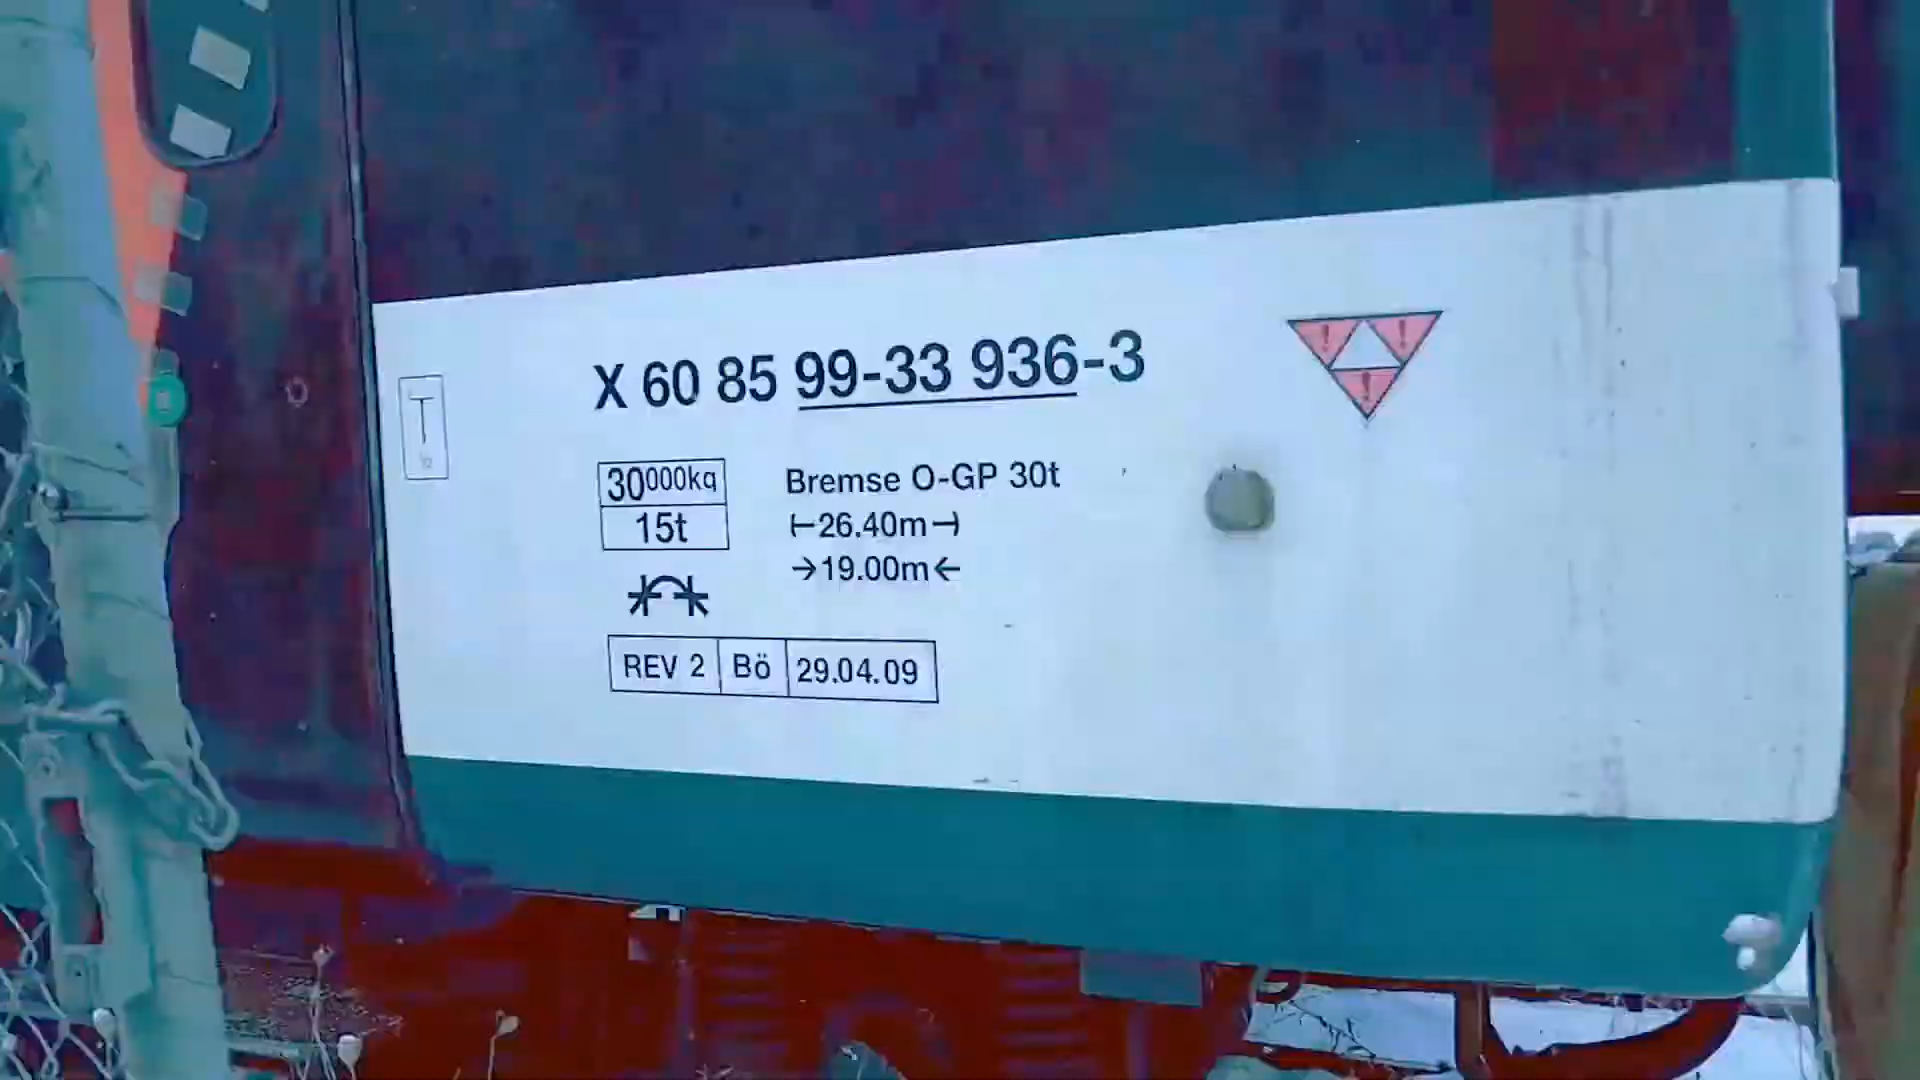 X 60 85 99-33 936-3
T
30000kg
15t
Bremse O-GP 30t
⊢26.40m⊣
→19.00m←
REV 2 Bö 29.04.09
! !
!